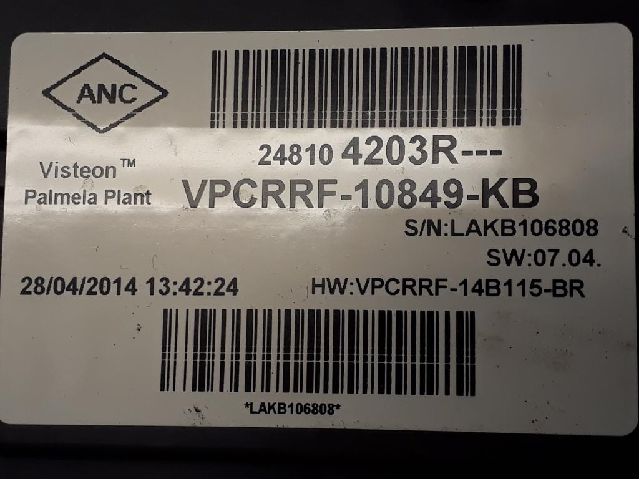 ANC
24810 4203R---
Visteon™
Palmela Plant
VPCRRF-10849-KB
S/N:LAKB106808
SW:07.04.
28/04/2014 13:42:24
HW:VPCRRF-14B115-BR
*LAKB106808*